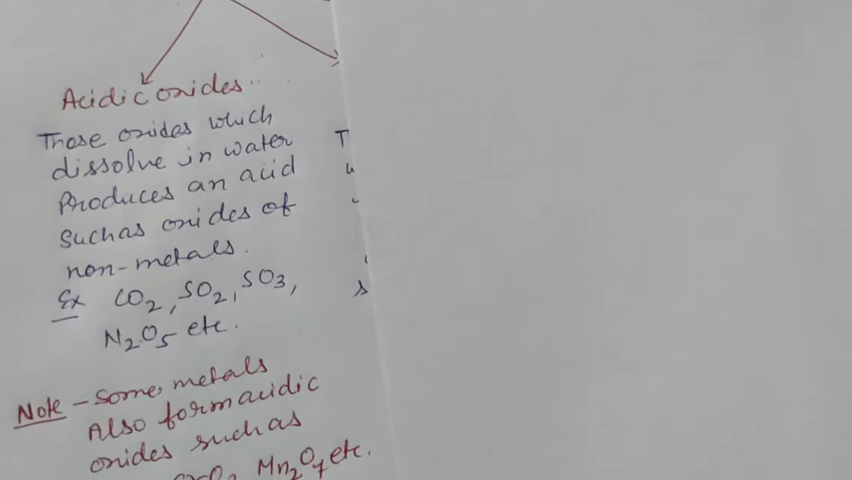 Acidic oxides
Those oxides which
dissolve in water
Produces an acid
such as oxides of
non-metals.
Ex CO2, SO2, SO3,
N2O5 etc.
Note - Some metals
Also form acidic
oxides such as
Mn2O7 etc.